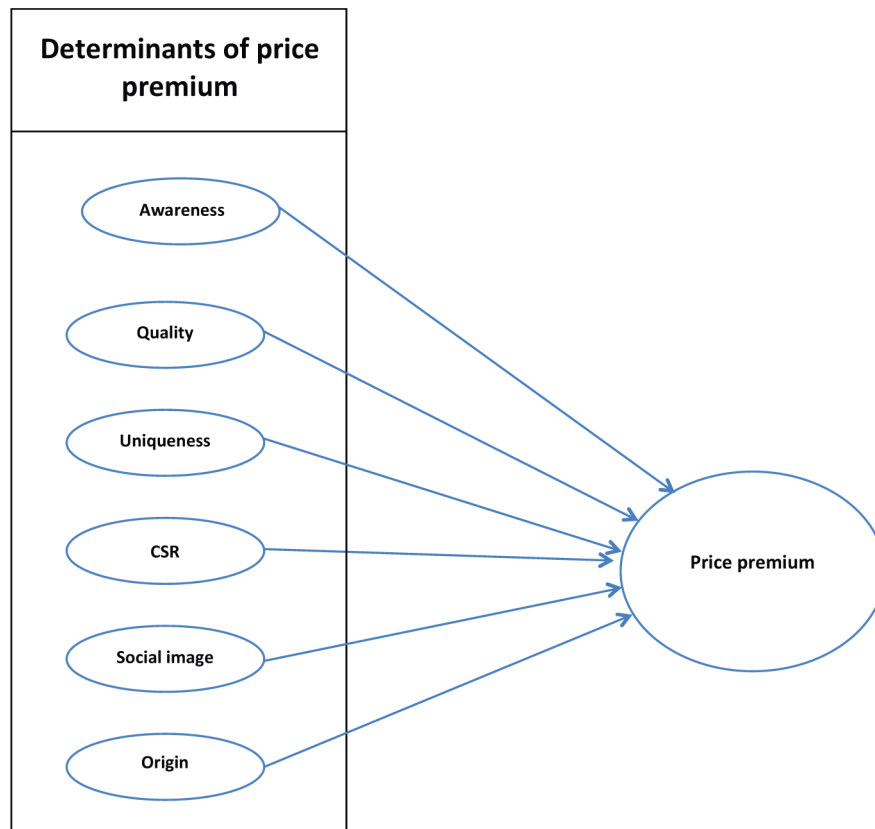 Determinants of price
premium
Awareness
Quality
Uniqueness
CSR
Price premium
Social image
Origin